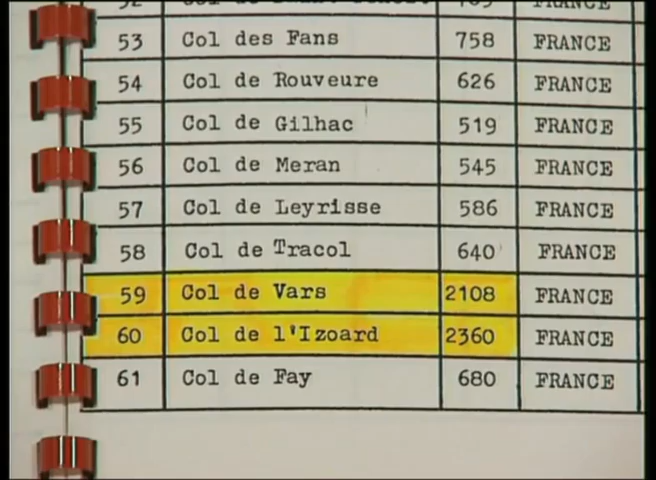 FRANCE
53 Col des Fans 758 FRANCE
54 Col de Rouveure 626 FRANCE
55 Col de Gilhac 519 FRANCE
56 Col de Meran 545 FRANCE
57 Col de Leyrisse 586 FRANCE
58 Col de Tracol 640 FRANCE
59 Col de Vars 2108 FRANCE
60 Col de l'Izoard 2360 FRANCE
61 Col de Fay 680 FRANCE